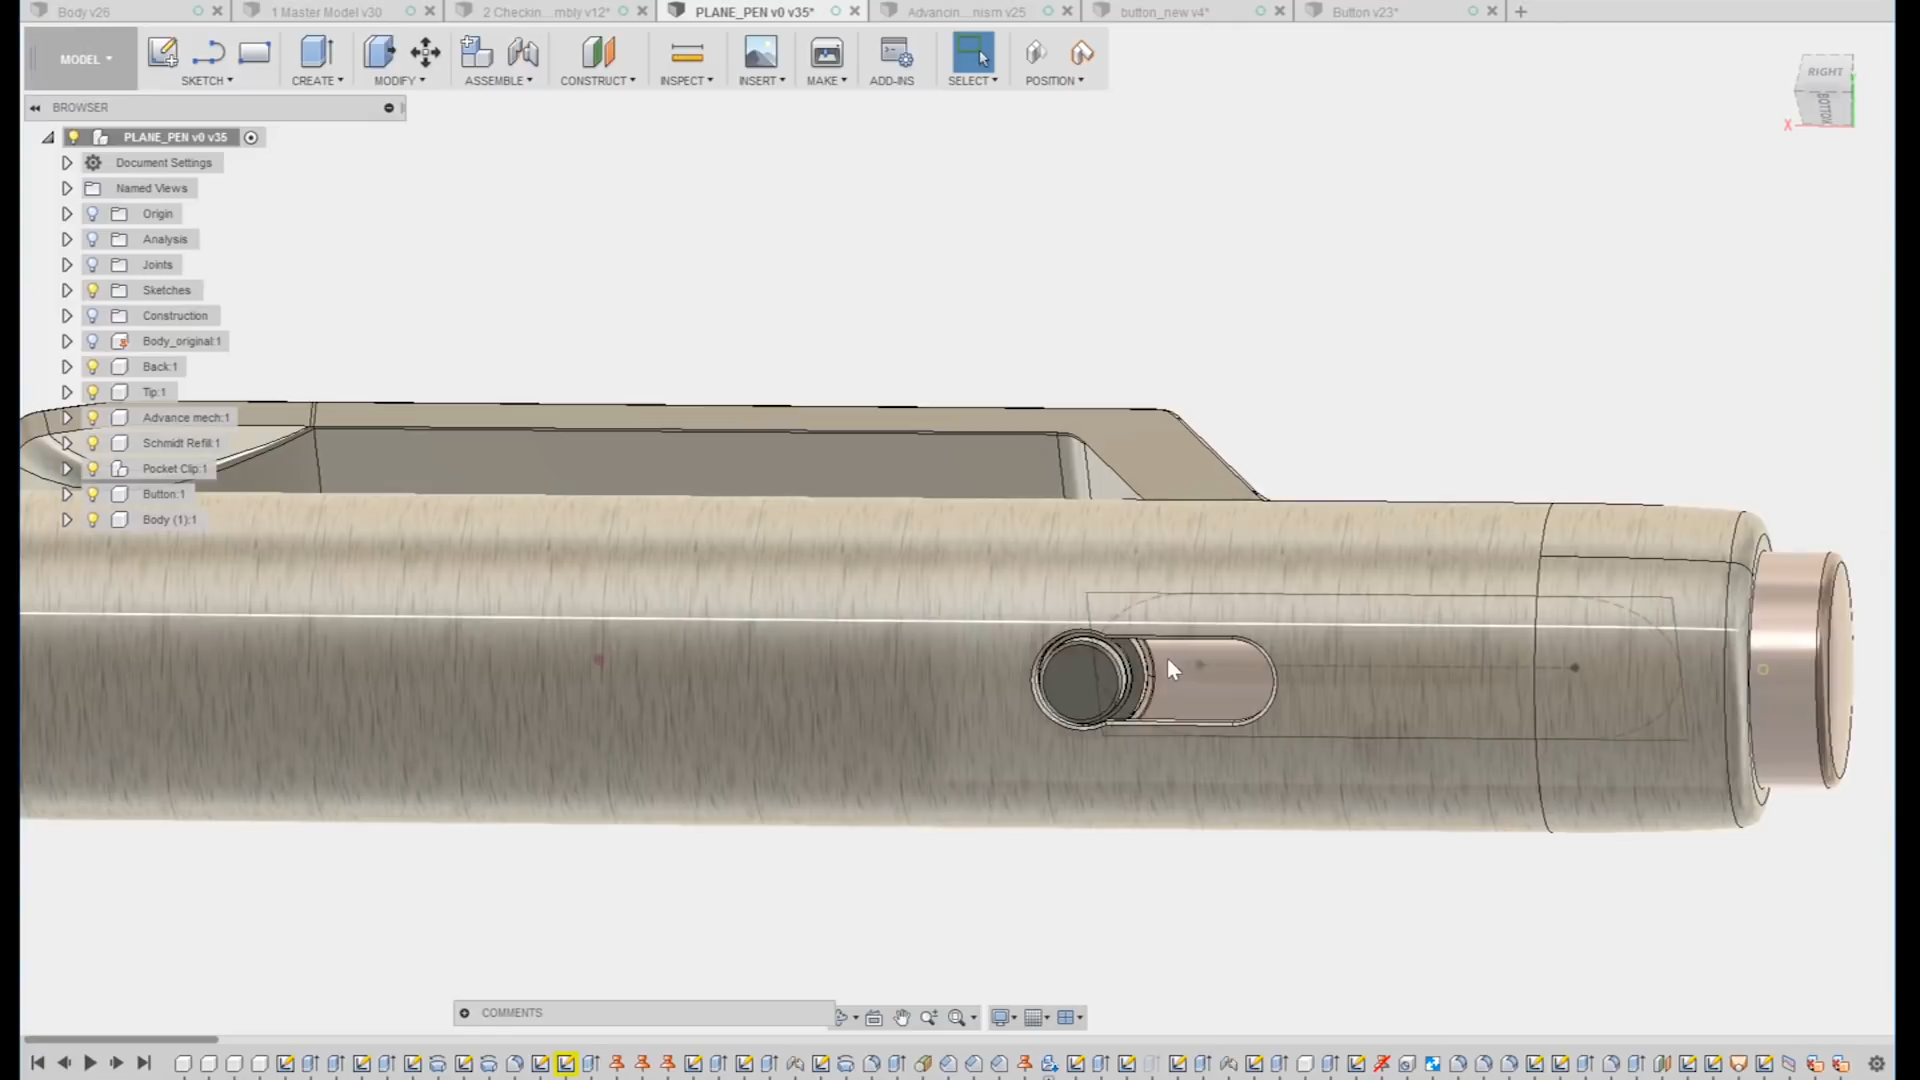 Body v26
1 Master Model v30
2 Checkin...mbly v12*
PLANE_PEN v0 v35*
Advancin...nism v25
button_new v4*
Button v23*
MODEL
SKETCH
CREATE
MODIFY
ASSEMBLE
CONSTRUCT
INSPECT
INSERT
MAKE
ADD-INS
SELECT
POSITION
RIGHT
BOTTOM
X
BROWSER
PLANE_PEN v0 v35
Document Settings
Named Views
Origin
Analysis
Joints
Sketches
Construction
Body_original:1
Back:1
Tip:1
Advance mech:1
Schmidt Refill:1
Pocket Clip:1
Button:1
Body (1):1
COMMENTS